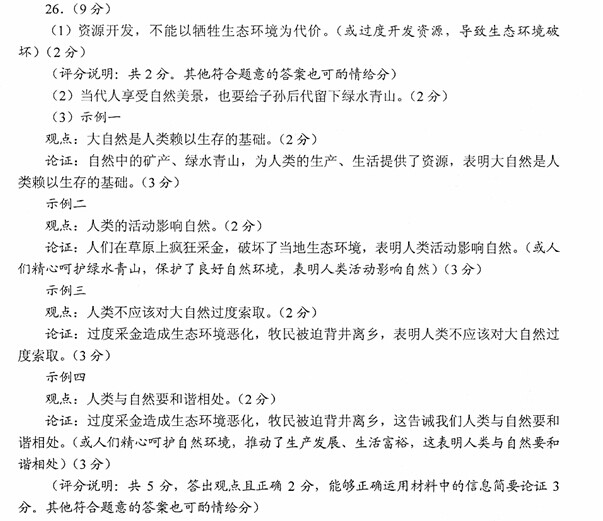 26.(9分)
(1)资源开发,不能以牺牲生态环境为代价。(或过度开发资源,导致生态环境破
坏)(2分)
(评分说明:共2分。其他符合题意的答案也可酌情给分)
(2)当代人享受自然美景,也要给子孙后代留下绿水青山。(2分)
(3)示例一
观点:大自然是人类赖以生存的基础。(2分)
论证:自然中的矿产、绿水青山,为人类的生产、生活提供了资源,表明大自然是人
类赖以生存的基础。(3分)
示例二
观点:人类的活动影响自然。(2分)
论证:人们在草原上疯狂采金,破坏了当地生态环境,表明人类活动影响自然。(或人
们精心呵护绿水青山,保护了良好自然环境,表明人类活动影响自然)(3分)
示例三
观点:人类不应该对大自然过度索取。(2分)
论证:过度采金造成生态环境恶化,牧民被迫背井离乡,表明人类不应该对大自然过
度索取。(3分)
示例四
观点:人类与自然要和谐相处。(2分)
论证:过度采金造成生态环境恶化,牧民被迫背井离乡,这告诫我们人类与自然要和
谐相处。(或人们精心呵护自然环境,推动了生产发展、生活富裕,这表明人类与自然要和
谐相处)(3分)
(评分说明:共5分,答出观点且正确2分,能够正确运用材料中的信息简要论证3
分。其他符合题意的答案也可酌情给分)